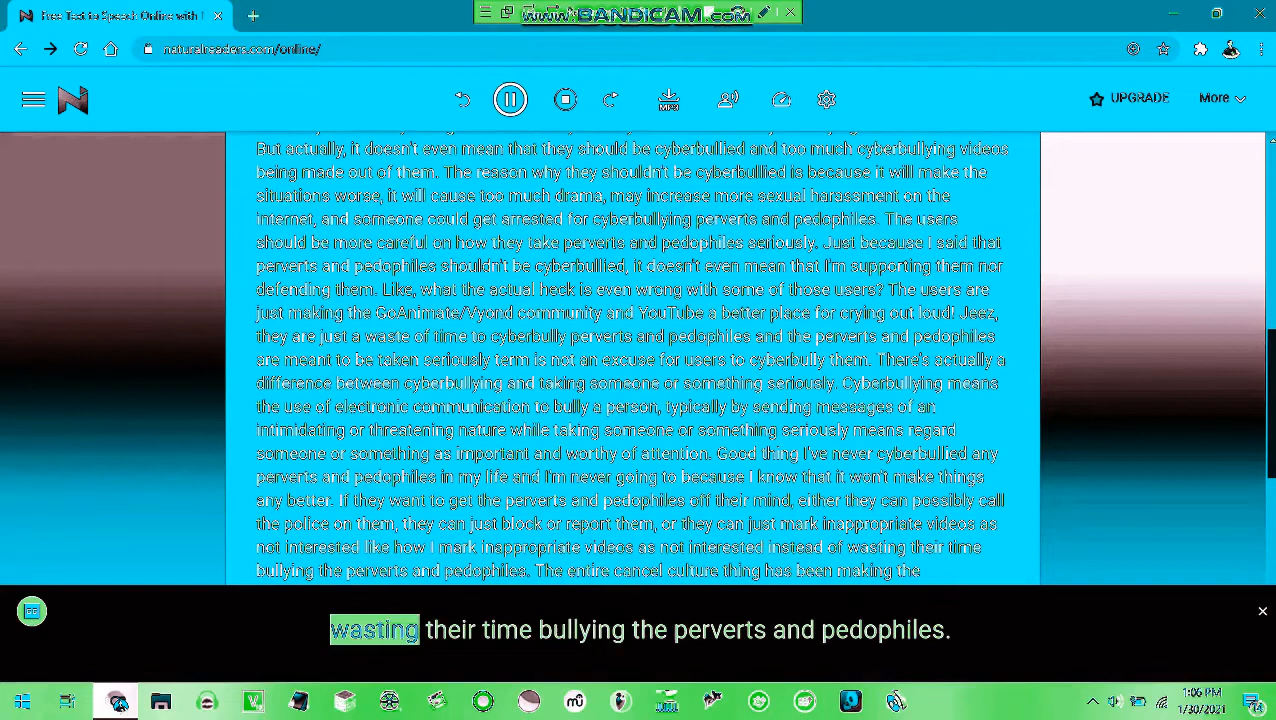 Free Text to Speech Online with
www.BANDICAM.com
naturalreaders.com/online/
MP3
UPGRADE
More
But actually, it doesn't even mean that they should be cyberbullied and too much cyberbullying videos
being made out of them. The reason why they shouldn't be cyberbullied is because it will make the
situations worse, it will cause too much drama, may increase more sexual harassment on the
internet, and someone could get arrested for cyberbullying perverts and pedophiles. The users
should be more careful on how they take perverts and pedophiles seriously. Just because I said that
perverts and pedophiles shouldn't be cyberbullied, it doesn't even mean that I'm supporting them nor
defending them. Like, what the actual heck is even wrong with some of those users? The users are
just making the GoAnimate/Vyond community and YouTube a better place for crying out loud! Jeez,
they are just a waste of time to cyberbully perverts and pedophiles and the perverts and pedophiles
are meant to be taken seriously term is not an excuse for users to cyberbully them. There's actually a
difference between cyberbullying and taking someone or something seriously. Cyberbullying means
the use of electronic communication to bully a person, typically by sending messages of an
intimidating or threatening nature while taking someone or something seriously means regard
someone or something as important and worthy of attention. Good thing I've never cyberbullied any
perverts and pedophiles in my life and I'm never going to because I know that it won't make things
any better. If they want to get the perverts and pedophiles off their mind, either they can possibly call
the police on them, they can just block or report them, or they can just mark inappropriate videos as
not interested like how I mark inappropriate videos as not interested instead of wasting their time
bullying the perverts and pedophiles. The entire cancel culture thing has been making the
wasting their time bullying the perverts and pedophiles.
1:06 PM
1/30/2021